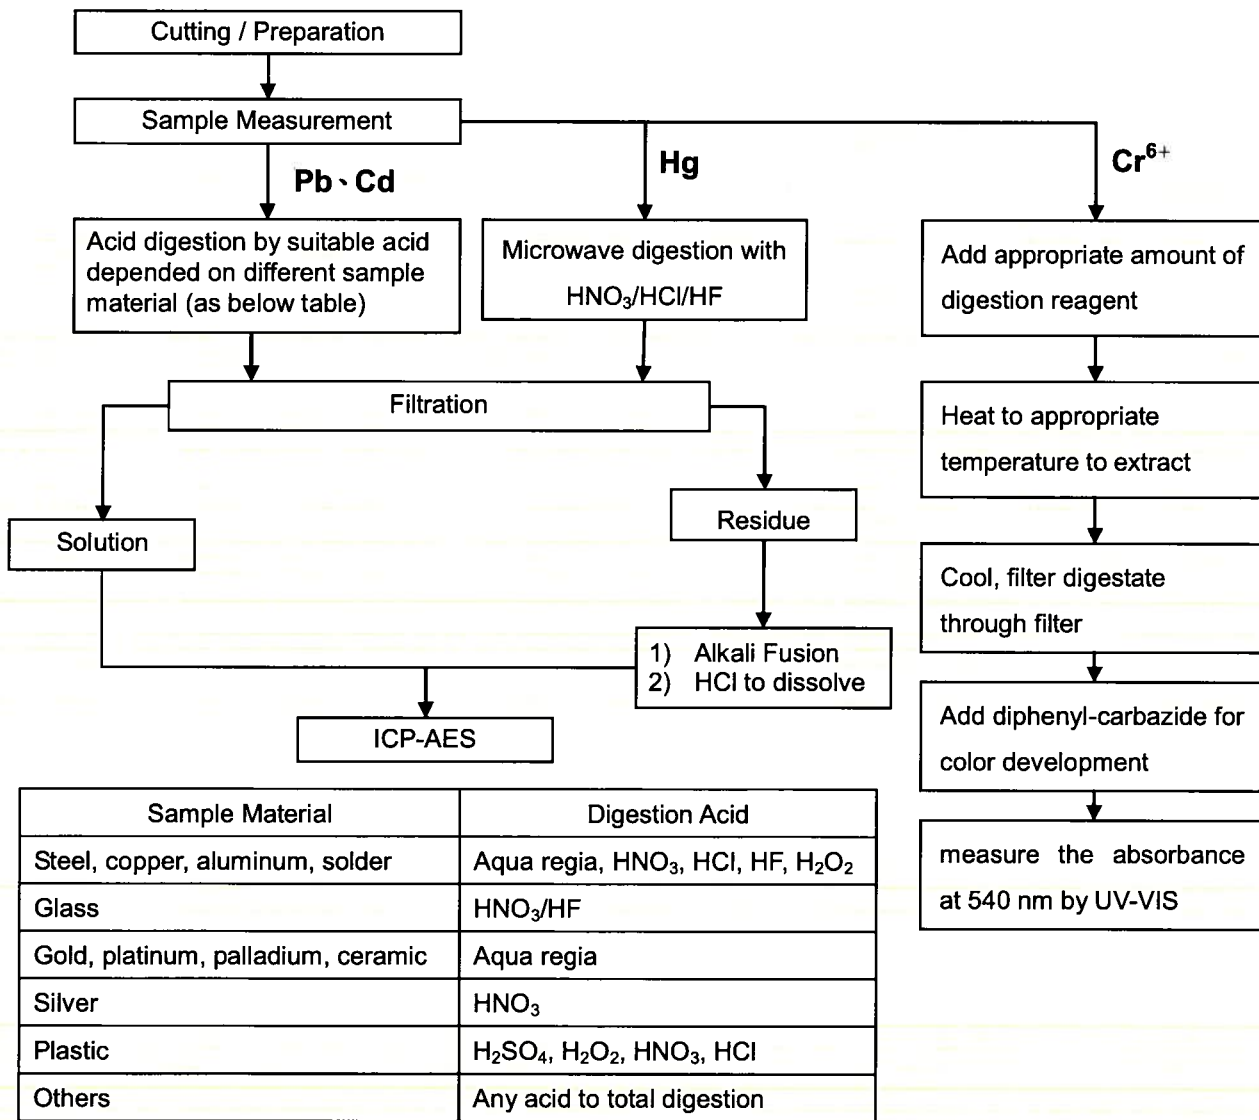 Cutting / Preparation
Sample Measurement
Pb、Cd
Hg
Cr⁶⁺
Acid digestion by suitable acid
depended on different sample
material (as below table)
Microwave digestion with
HNO₃/HCl/HF
Add appropriate amount of
digestion reagent
Filtration
Heat to appropriate
temperature to extract
Solution
Residue
Cool, filter digestate
through filter
1) Alkali Fusion
2) HCl to dissolve
ICP-AES
Add diphenyl-carbazide for
color development
measure the absorbance
at 540 nm by UV-VIS
Sample Material Digestion Acid
Steel, copper, aluminum, solder Aqua regia, HNO₃, HCl, HF, H₂O₂
Glass HNO₃/HF
Gold, platinum, palladium, ceramic Aqua regia
Silver HNO₃
Plastic H₂SO₄, H₂O₂, HNO₃, HCl
Others Any acid to total digestion